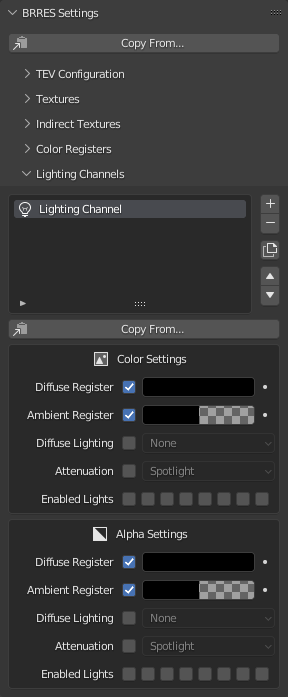 BRRES Settings
Copy From...
TEV Configuration
Textures
Indirect Textures
Color Registers
Lighting Channels
Lighting Channel
Copy From...
Color Settings
Diffuse Register
Ambient Register
Diffuse Lighting None
Attenuation Spotlight
Enabled Lights
Alpha Settings
Diffuse Register
Ambient Register
Diffuse Lighting None
Attenuation Spotlight
Enabled Lights